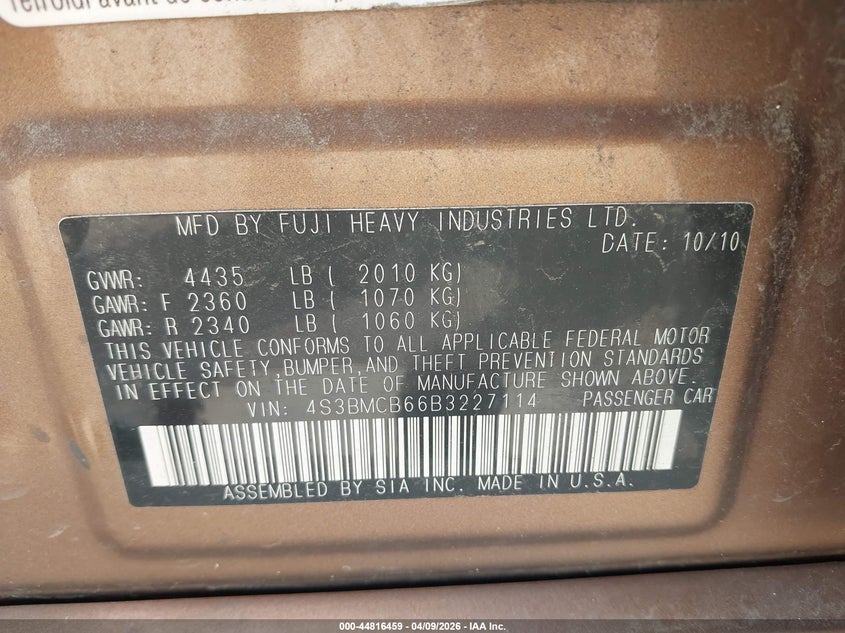 MFD BY FUJI HEAVY INDUSTRIES LTD.
DATE: 10/10
GVWR: 4435 LB ( 2010 KG)
GAWR: F 2360 LB ( 1070 KG)
GAWR: R 2340 LB ( 1060 KG)
THIS VEHICLE CONFORMS TO ALL APPLICABLE FEDERAL MOTOR
VEHICLE SAFETY,BUMPER,AND THEFT PREVENTION STANDARDS
IN EFFECT ON THE DATE OF MANUFACTURE SHOWN ABOVE.
VIN: 4S3BMCB66B3227114 PASSENGER CAR
ASSEMBLED BY SIA INC. MADE IN U.S.A.
000-44816459 - 04/09/2026 - IAA Inc.